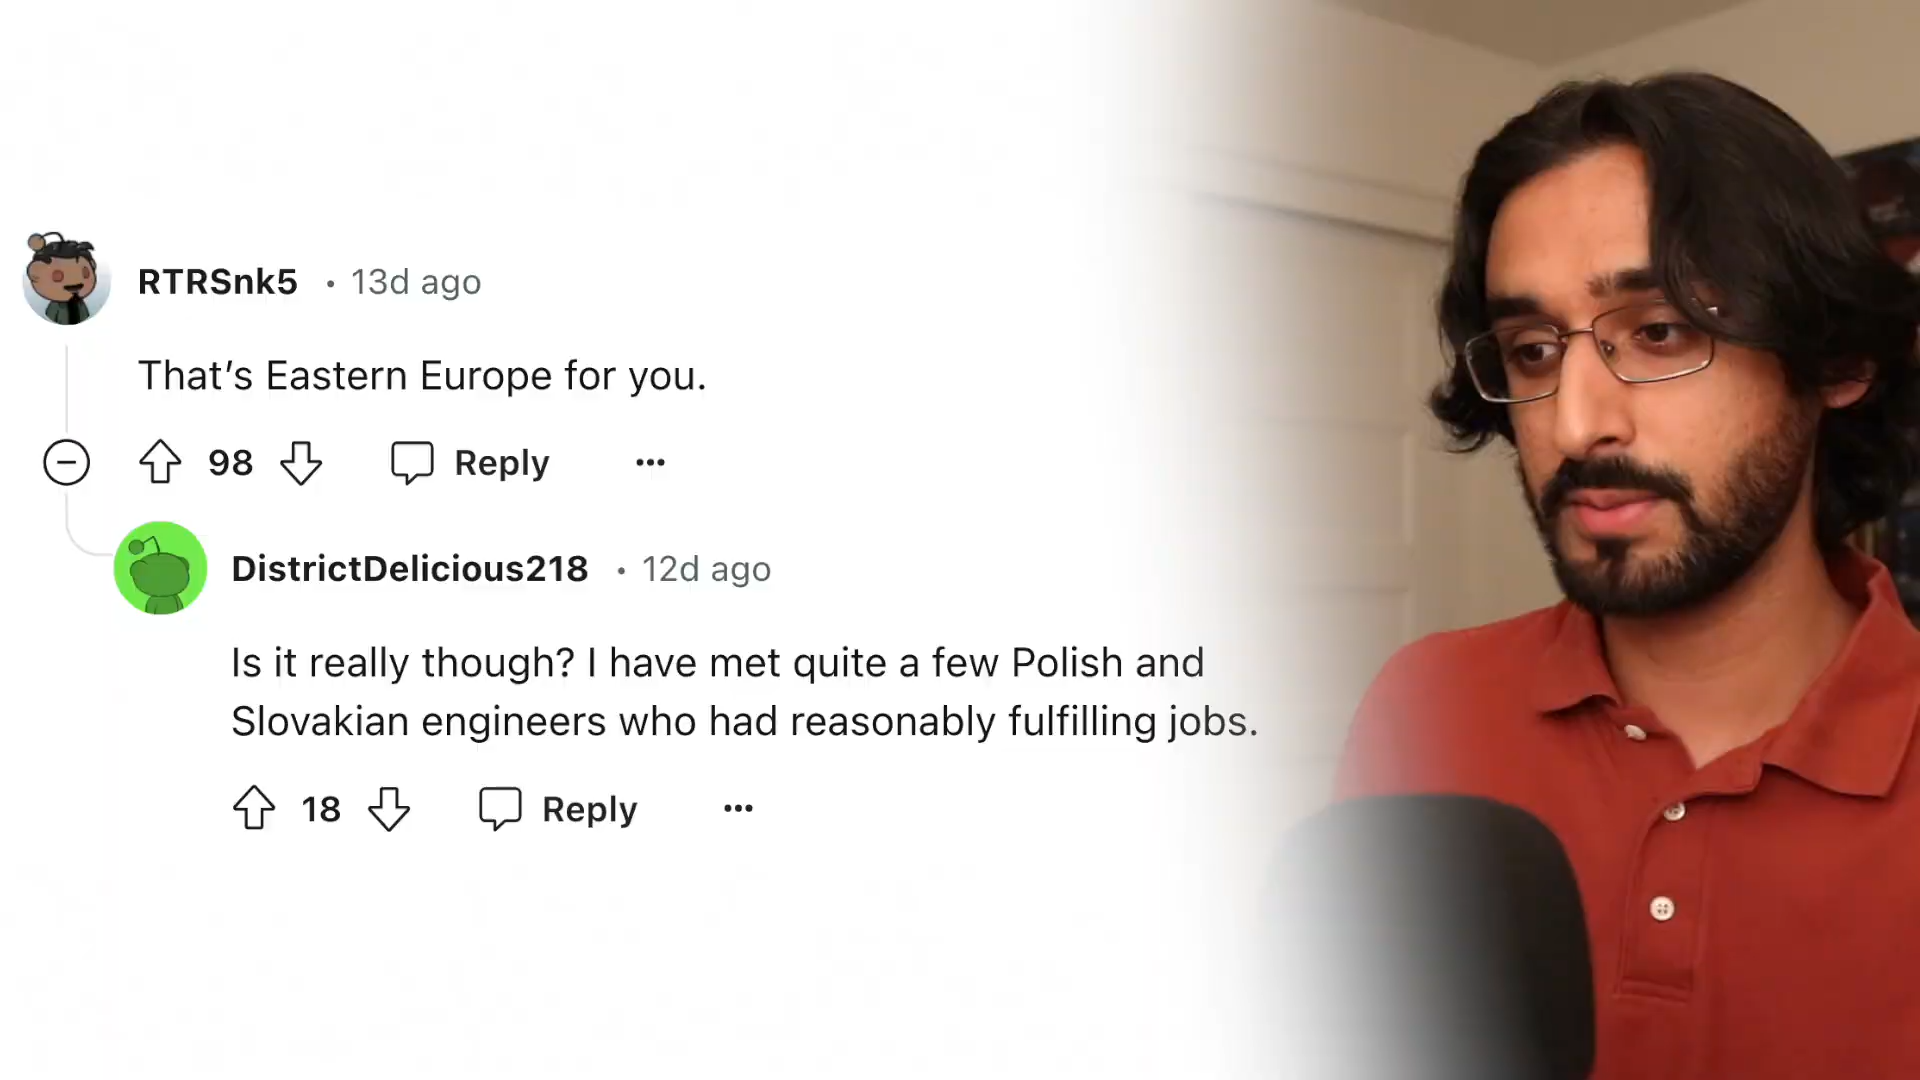 RTRSnk5 • 13d ago
That’s Eastern Europe for you.
98 Reply ...
DistrictDelicious218 • 12d ago
Is it really though? I have met quite a few Polish and
Slovakian engineers who had reasonably fulfilling jobs.
18 Reply ...